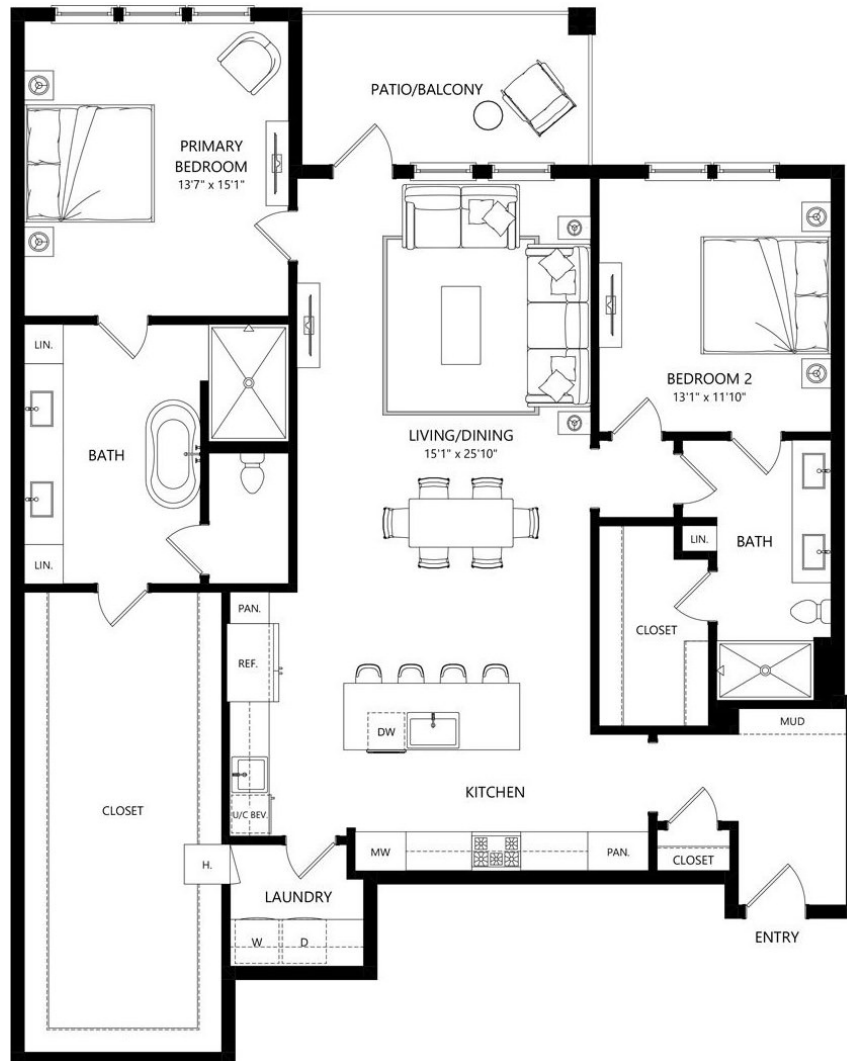 PATIO/BALCONY
PRIMARY
BEDROOM
13'7" x 15'1"
BEDROOM 2
13'1" x 11'10"
LIVING/DINING
15'1" x 25'10"
LIN.
BATH
LIN.
LIN.
BATH
PAN.
REF.
CLOSET
DW
MUD
KITCHEN
U/C BEV.
CLOSET
MW
PAN.
CLOSET
H.
LAUNDRY
W
D
ENTRY